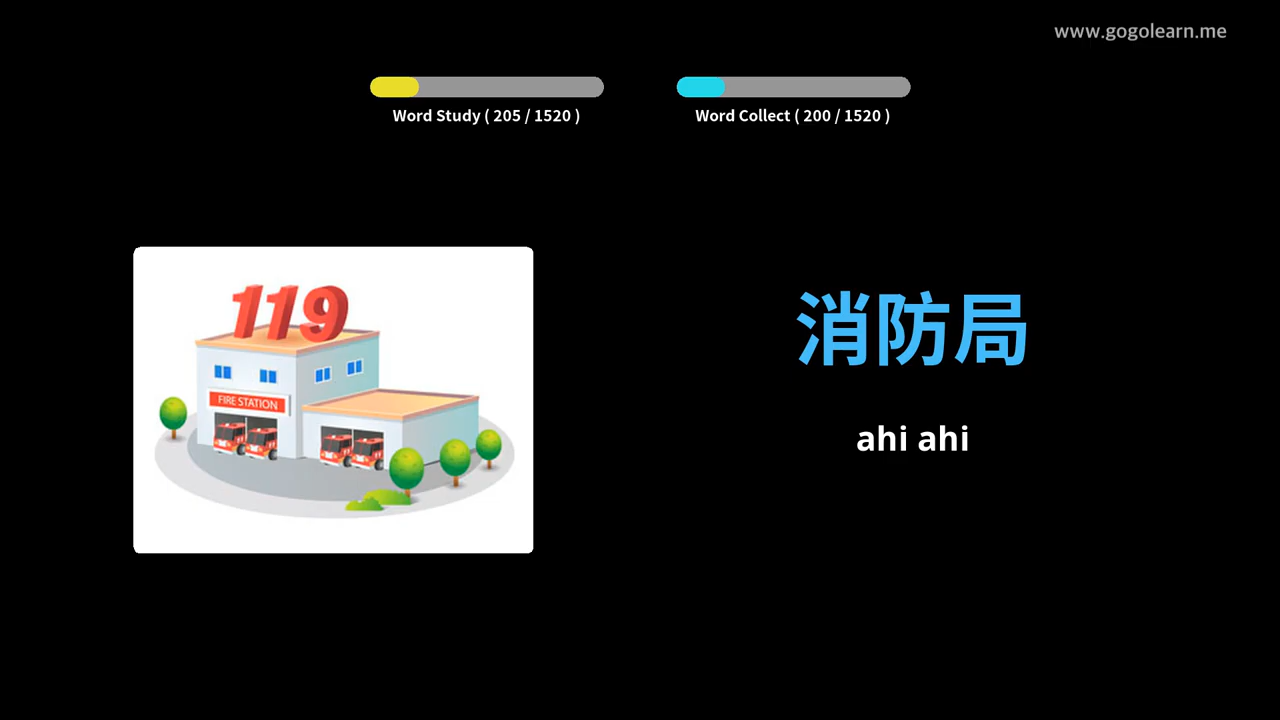 www.gogolearn.me
Word Study ( 205 / 1520 )
Word Collect ( 200 / 1520 )
119
FIRE STATION
消防局
ahi ahi